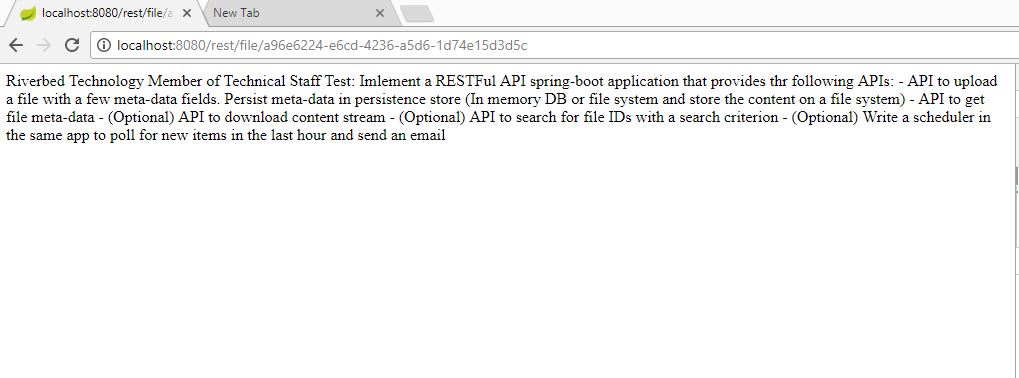 localhost:8080/rest/file/a
New Tab
localhost:8080/rest/file/a96e6224-e6cd-4236-a5d6-1d74e15d3d5c
Riverbed Technology Member of Technical Staff Test: Imlement a RESTFul API spring-boot application that provides thr following APIs: - API to upload
a file with a few meta-data fields. Persist meta-data in persistence store (In memory DB or file system and store the content on a file system) - API to get
file meta-data - (Optional) API to download content stream - (Optional) API to search for file IDs with a search criterion - (Optional) Write a scheduler in
the same app to poll for new items in the last hour and send an email